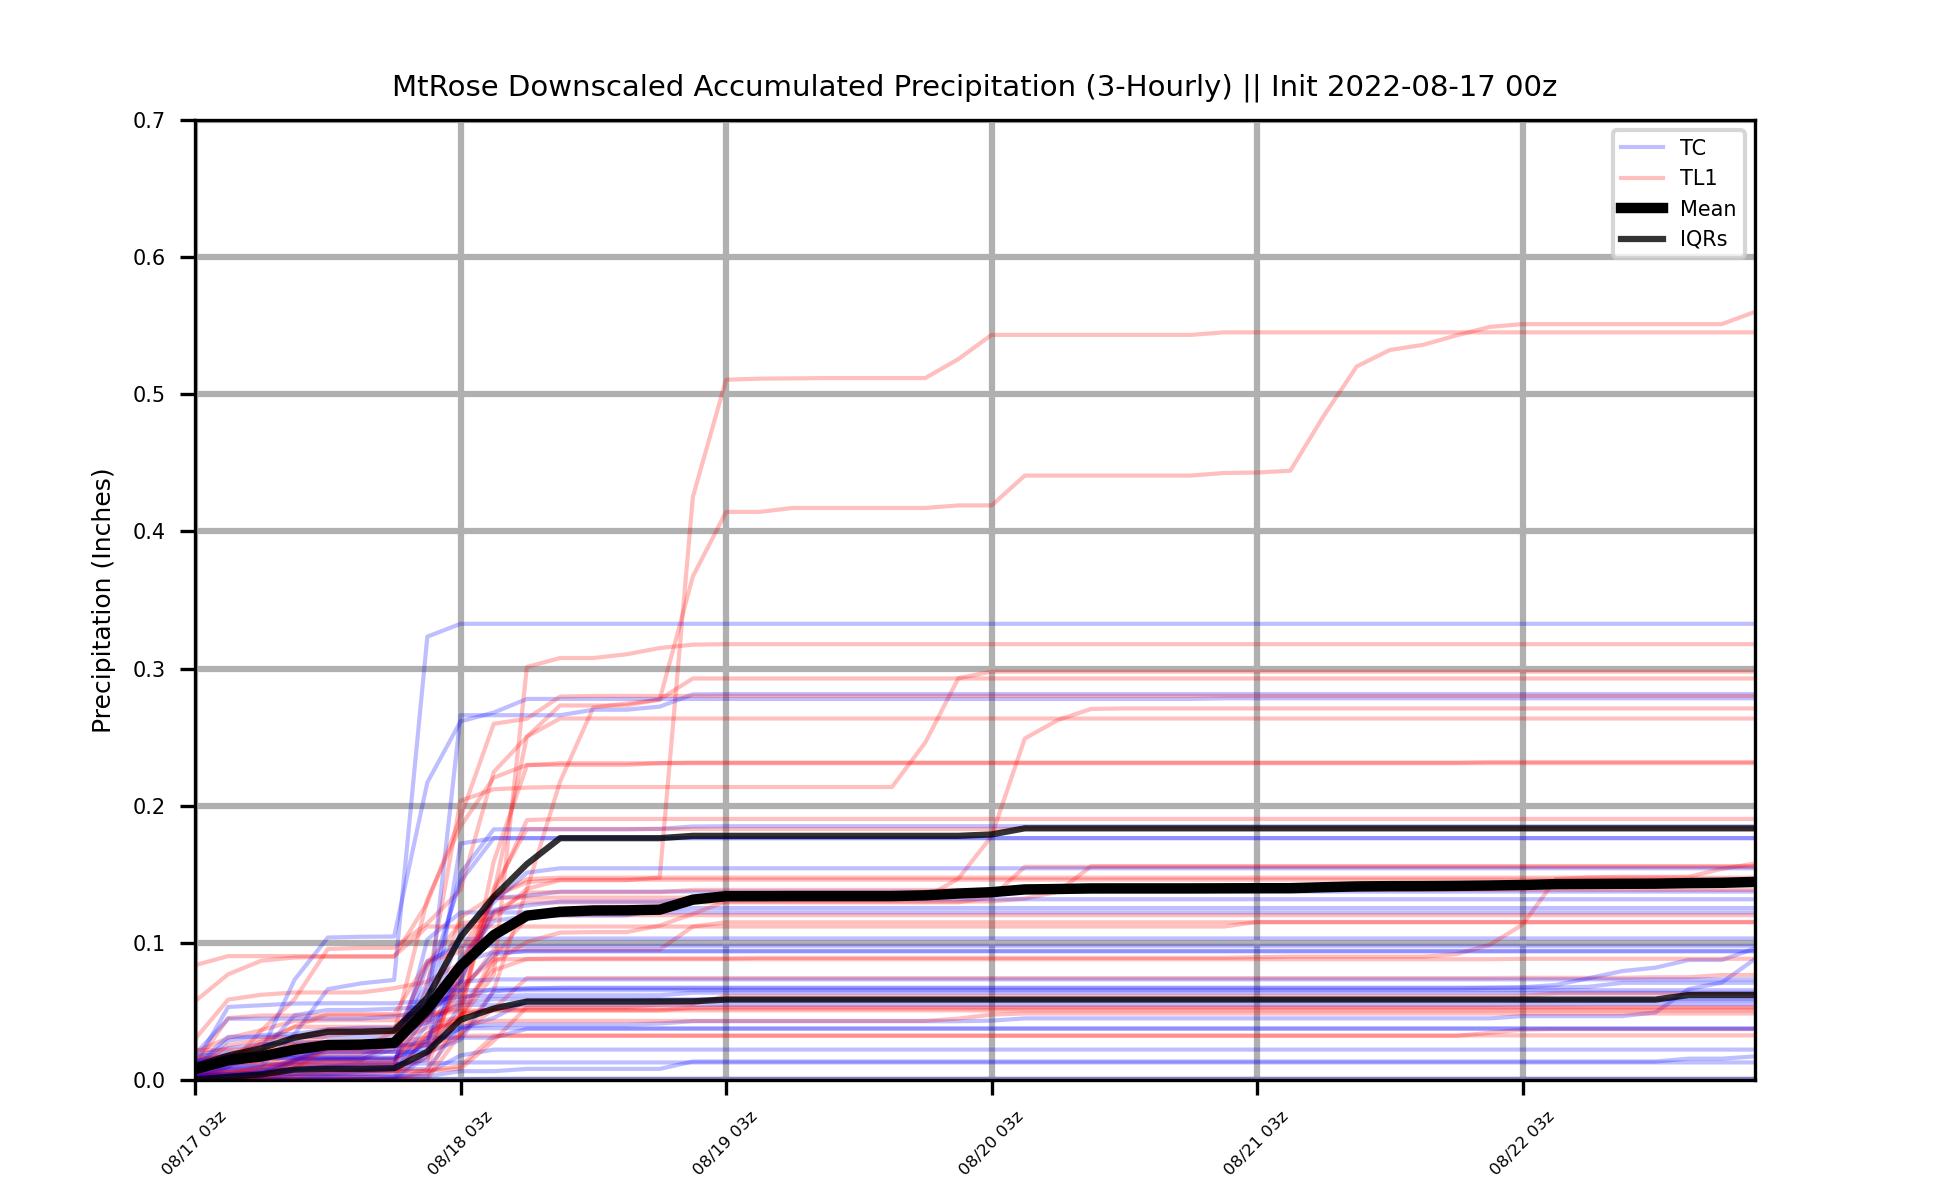 MtRose Downscaled Accumulated Precipitation (3-Hourly) || Init 2022-08-17 00z
0.7
0.6
0.5
0.4
0.3
0.2
0.1
0.0
Precipitation (Inches)
TC
TL1
Mean
IQRs
08/17 03z
08/18 03z
08/19 03z
08/20 03z
08/21 03z
08/22 03z